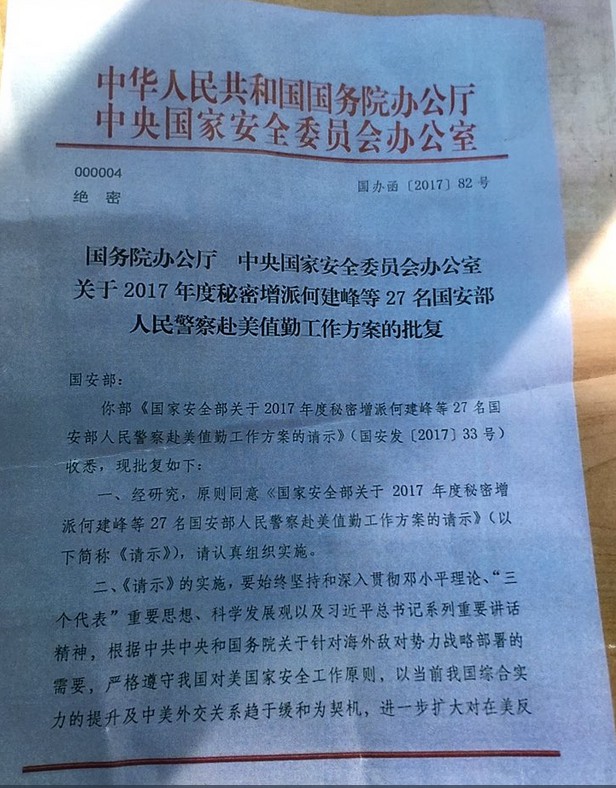 中华人民共和国国务院办公厅
中央国家安全委员会办公室
000004
国办函〔2017〕82号
绝 密
国务院办公厅 中央国家安全委员会办公室
关于 2017 年度秘密增派何建峰等 27 名国安部
人民警察赴美值勤工作方案的批复
国安部：
你部《国家安全部关于 2017 年度秘密增派何建峰等 27 名国
安部人民警察赴美值勤工作方案的请示》（国安发〔2017〕33 号）
收悉，现批复如下：
一、经研究，原则同意《国家安全部关于 2017 年度秘密增
派何建峰等 27 名国安部人民警察赴美值勤工作方案的请示》（以
下简称《请示》），请认真组织实施。
二、《请示》的实施，要始终坚持和深入贯彻邓小平理论、“三
个代表”重要思想、科学发展观以及习近平总书记系列重要讲话
精神，根据中共中央和国务院关于针对海外敌对势力战略部署的
需要，严格遵守我国对美国家安全工作原则，以当前我国综合实
力的提升及中美外交关系趋于缓和为契机，进一步扩大对在美反